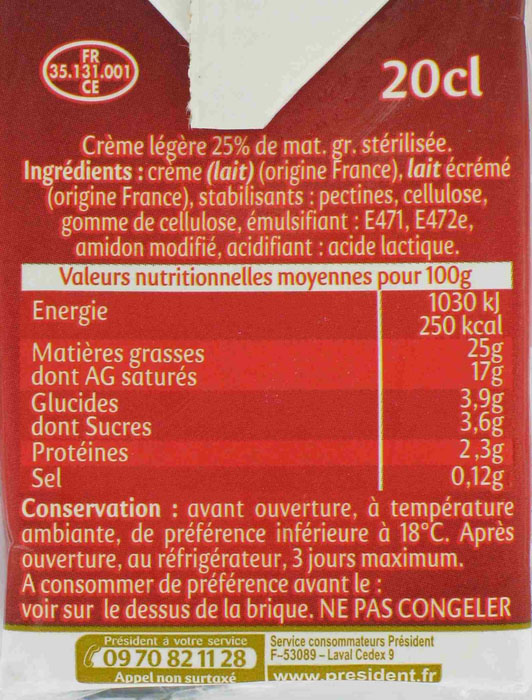 FR
35.131.001
CE
20cl
Crème légère 25% de mat. gr. stérilisée.
Ingrédients : crème (lait) (origine France), lait écrémé
(origine France), stabilisants : pectines, cellulose,
gomme de cellulose, émulsifiant : E471, E472e,
amidon modifié, acidifiant : acide lactique.
Valeurs nutritionnelles moyennes pour 100g
Energie 1030 kJ
250 kcal
Matières grasses 25g
dont AG saturés 17g
Glucides 3,9g
dont Sucres 3,6g
Protéines 2,3g
Sel 0,12g
Conservation : avant ouverture, à température
ambiante, de préférence inférieure à 18°C. Après
ouverture, au réfrigérateur, 3 jours maximum.
A consommer de préférence avant le :
voir sur le dessus de la brique. NE PAS CONGELER
Président à votre service
09 70 82 11 28
Appel non surtaxé
Service consommateurs Président
F-53089 – Laval Cedex 9
www.president.fr